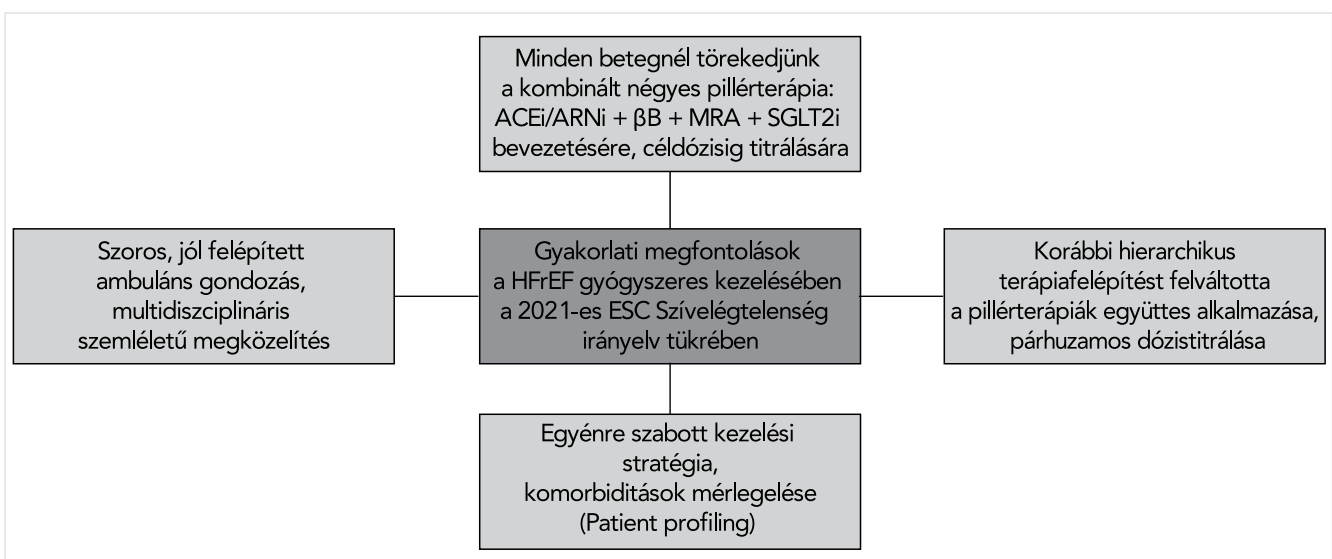 Minden betegnél törekedjünk
a kombinált négyes pillérterápia:
ACEi/ARNi + βB + MRA + SGLT2i
bevezetésére, céldózisig titrálására
Szoros, jól felépített
ambuláns gondozás,
multidiszciplináris
szemléletű megközelítés
Gyakorlati megfontolások
a HFrEF gyógyszeres kezelésében
a 2021-es ESC Szívelégtelenség
irányelv tükrében
Korábbi hierarchikus
terápiafelépítést felváltotta
a pillérterápiák együttes alkalmazása,
párhuzamos dózistitrálása
Egyénre szabott kezelési
stratégia,
komorbiditások mérlegelése
(Patient profiling)